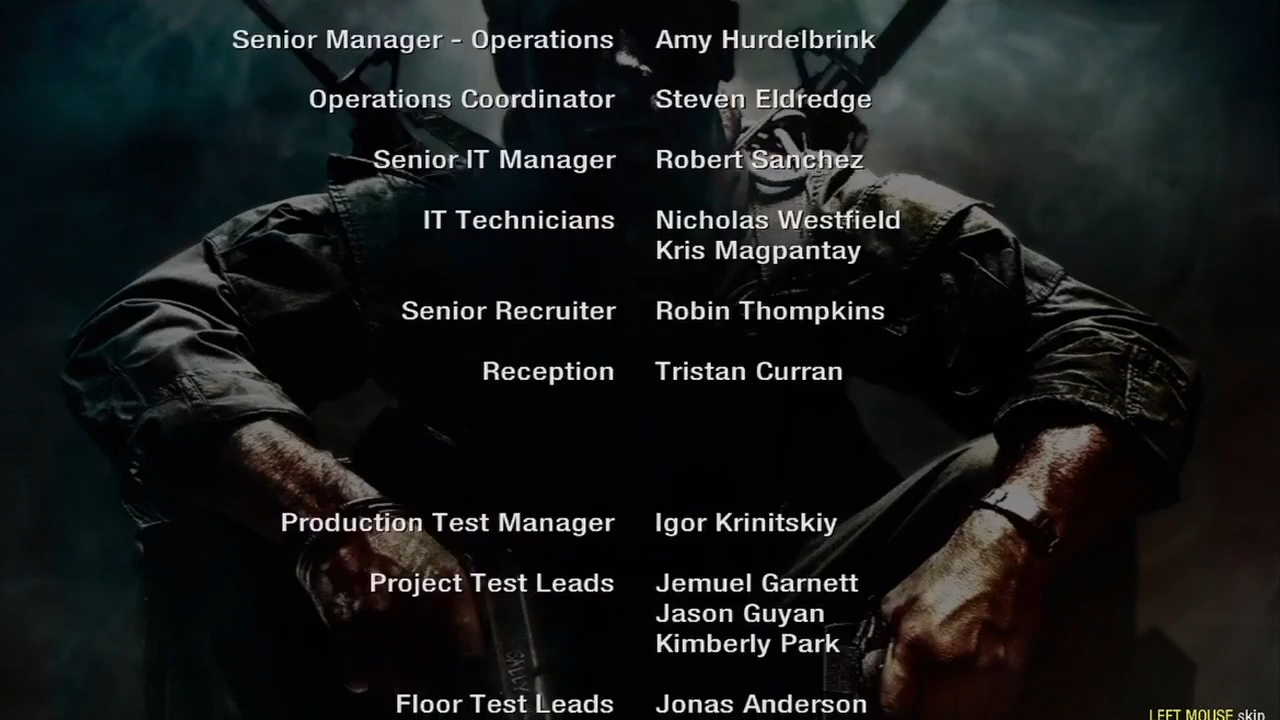 Senior Manager - Operations Amy Hurdelbrink
Operations Coordinator Steven Eldredge
Senior IT Manager Robert Sanchez
IT Technicians Nicholas Westfield
Kris Magpantay
Senior Recruiter Robin Thompkins
Reception Tristan Curran
Production Test Manager Igor Krinitskiy
Project Test Leads Jemuel Garnett
Jason Guyan
Kimberly Park
Floor Test Leads Jonas Anderson
LEFT MOUSE skip